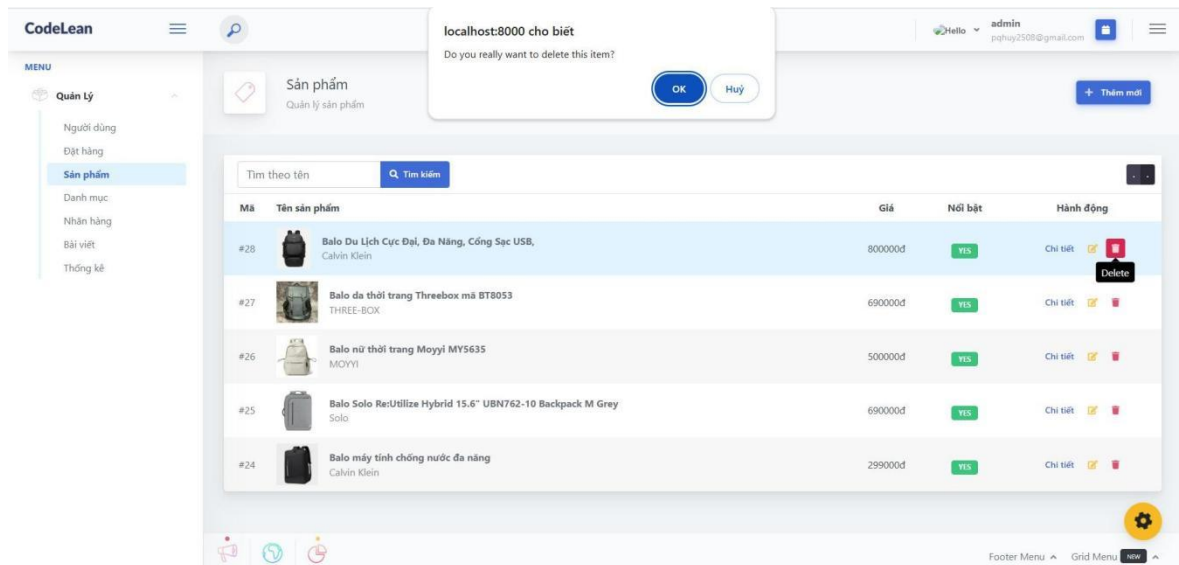 CodeLean
localhost:8000 cho biết
Do you really want to delete this item?
OK
Huỷ
Hello
admin
pqhuy2508@gmail.com
MENU
Quản Lý
Người dùng
Đặt hàng
Sản phẩm
Danh mục
Nhãn hàng
Bài viết
Thống kê
Sản phẩm
Quản lý sản phẩm
+ Thêm mới
Tìm theo tên
Tìm kiếm
Mã Tên sản phẩm Giá Nổi bật Hành động
#28 Balo Du Lịch Cực Đại, Đa Năng, Cổng Sạc USB, 800000đ YES Chi tiết
Calvin Klein
Delete
#27 Balo da thời trang Threebox mã BT8053 690000đ YES Chi tiết
THREE-BOX
#26 Balo nữ thời trang Moyyi MY5635 500000đ YES Chi tiết
MOYYI
#25 Balo Solo Re:Utilize Hybrid 15.6" UBN762-10 Backpack M Grey 690000đ YES Chi tiết
Solo
#24 Balo máy tính chống nước đa năng 299000đ YES Chi tiết
Calvin Klein
Footer Menu Grid Menu NEW